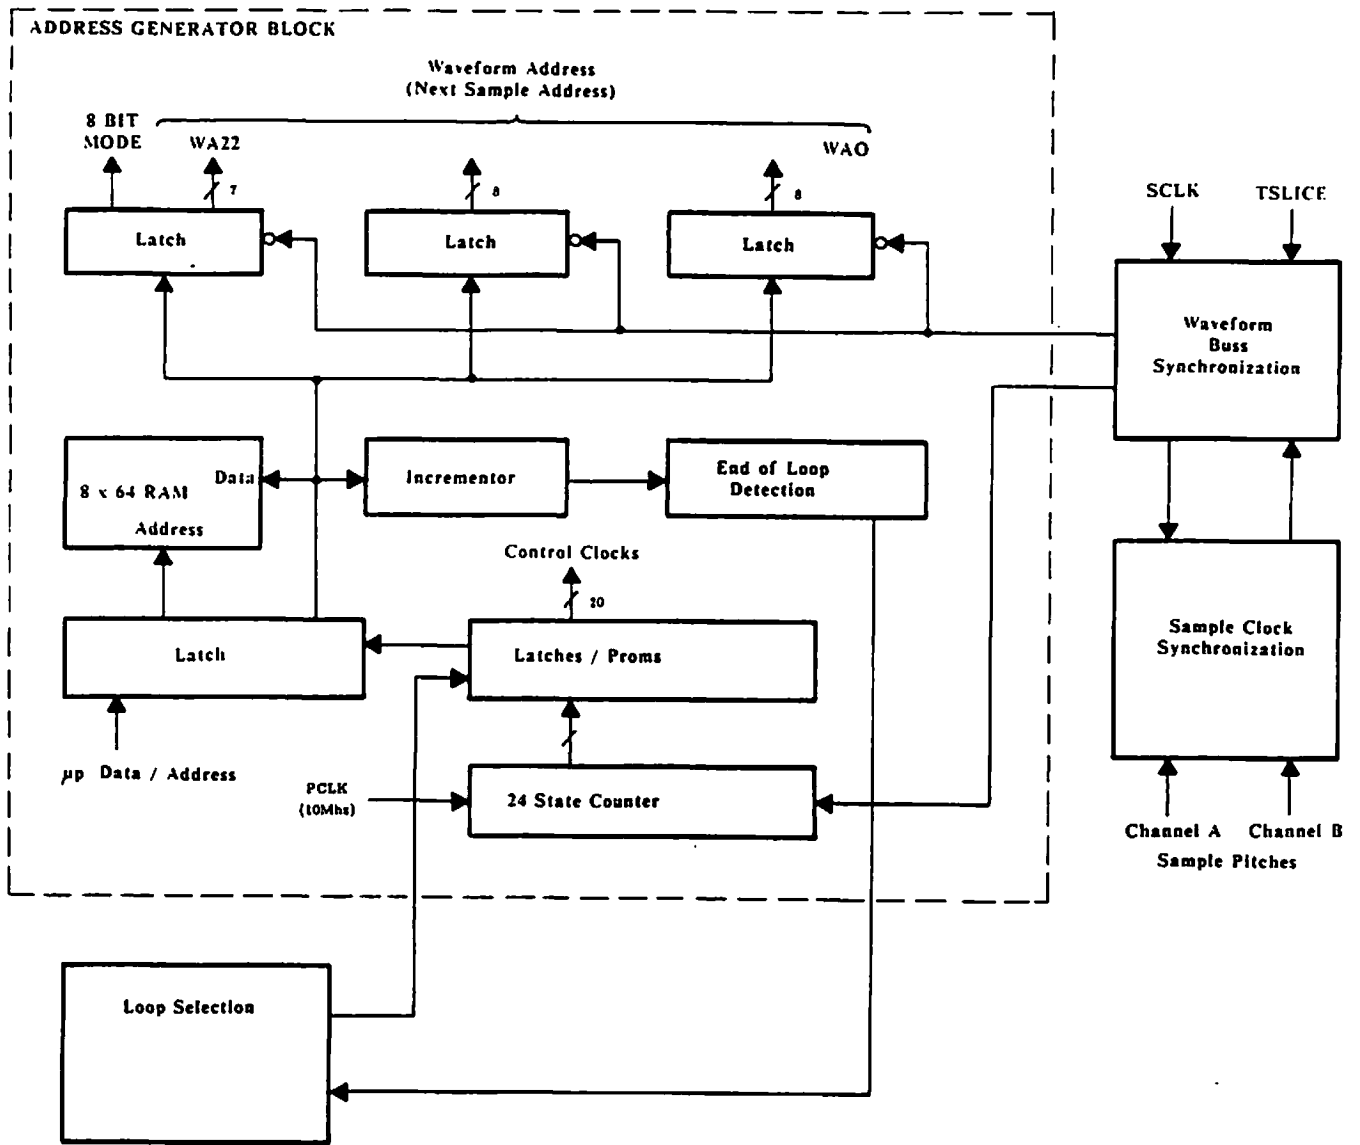 ADDRESS GENERATOR BLOCK
Waveform Address
(Next Sample Address)
8 BIT
MODE
WA22
WAO
7
8
8
Latch
Latch
Latch
SCLK
TSLICE
Waveform
Buss
Synchronization
8 x 64 RAM
Data
Address
Incrementor
End of Loop
Detection
Control Clocks
20
Latch
Latches / Proms
Sample Clock
Synchronization
µp Data / Address
PCLK
(10Mhs)
24 State Counter
Channel A
Channel B
Sample Pitches
Loop Selection